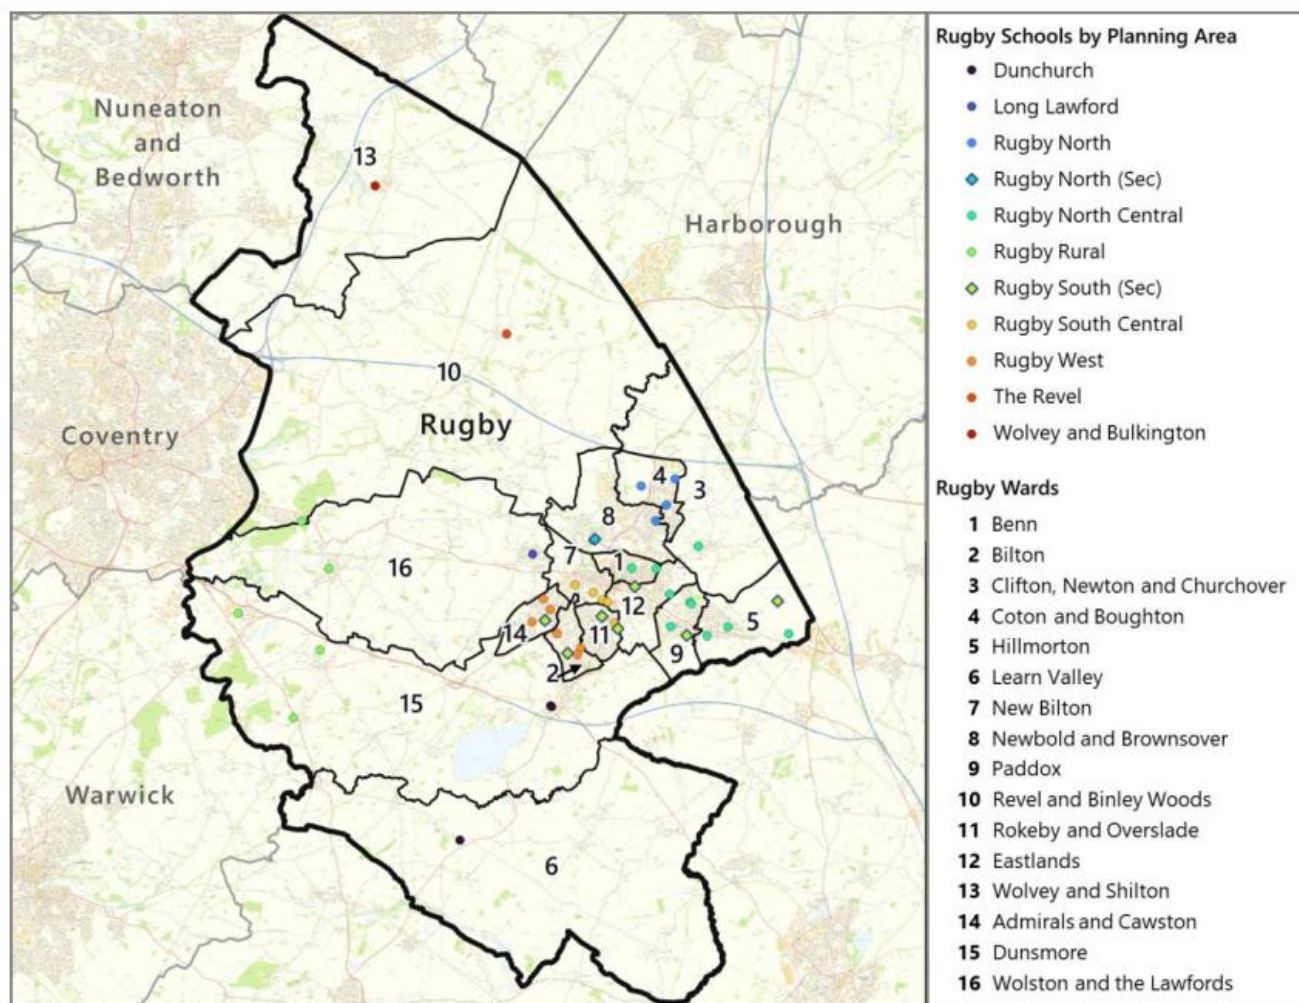 Nuneaton
and
Bedworth
13
Harborough
10
Rugby
Coventry
4
3
8
16
7
1
12
5
14
11
9
2
15
Warwick
6
Rugby Schools by Planning Area
Dunchurch
Long Lawford
Rugby North
Rugby North (Sec)
Rugby North Central
Rugby Rural
Rugby South (Sec)
Rugby South Central
Rugby West
The Revel
Wolvey and Bulkington
Rugby Wards
1 Benn
2 Bilton
3 Clifton, Newton and Churchover
4 Coton and Boughton
5 Hillmorton
6 Learn Valley
7 New Bilton
8 Newbold and Brownsover
9 Paddox
10 Revel and Binley Woods
11 Rokeby and Overslade
12 Eastlands
13 Wolvey and Shilton
14 Admirals and Cawston
15 Dunsmore
16 Wolston and the Lawfords